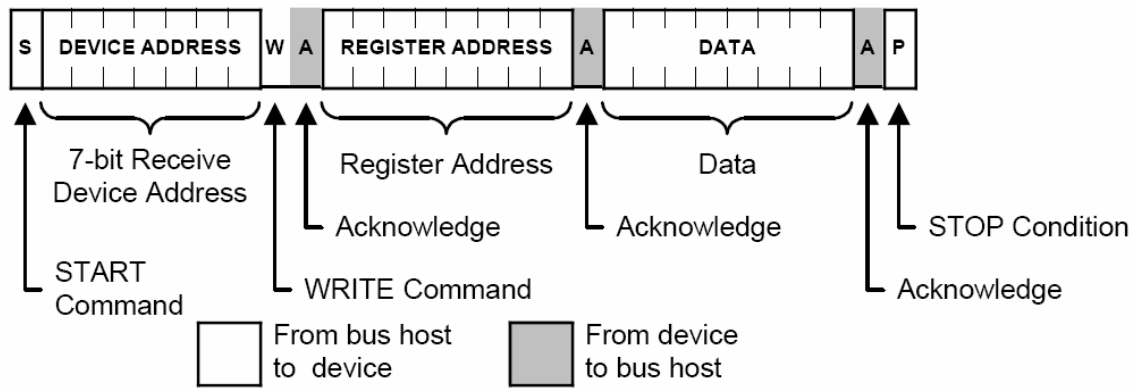 S DEVICE ADDRESS W A REGISTER ADDRESS A DATA A P
7-bit Receive
Device Address
Register Address
Data
Acknowledge
Acknowledge
STOP Condition
START
Command
WRITE Command
Acknowledge
From bus host
to device
From device
to bus host